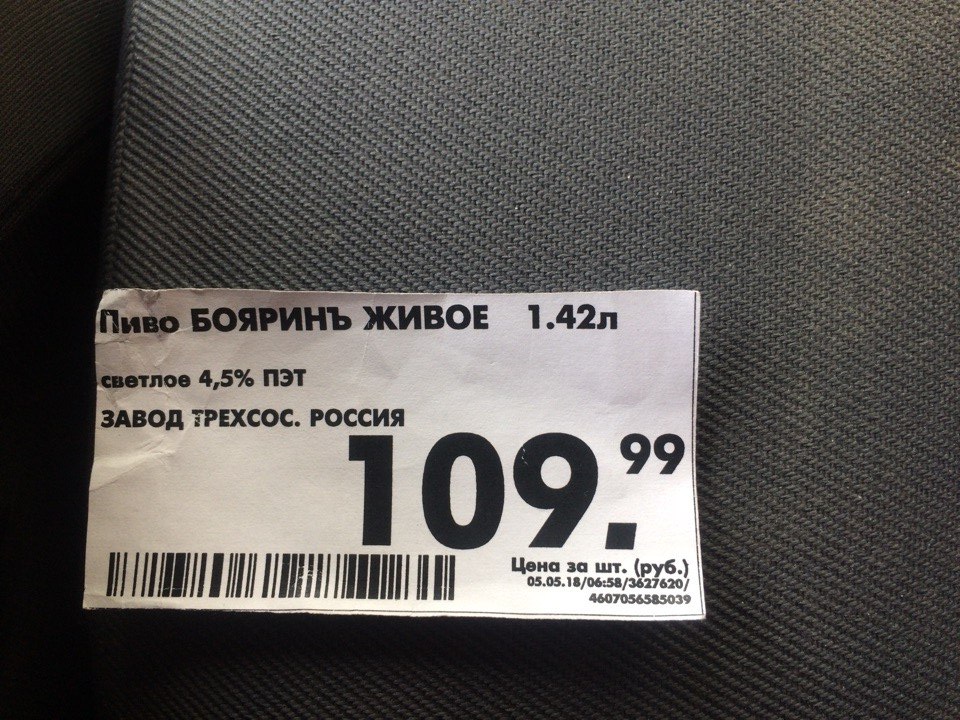 Пиво БОЯРИНЪ ЖИВОЕ 1.42л
светлое 4,5% ПЭТ
ЗАВОД ТРЕХСОС. РОССИЯ
109.99
Цена за шт. (руб.)
05.05.18/06:58/3627620/
4607056585039